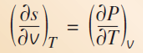 (∂s/∂v)_T = (∂P/∂T)_v